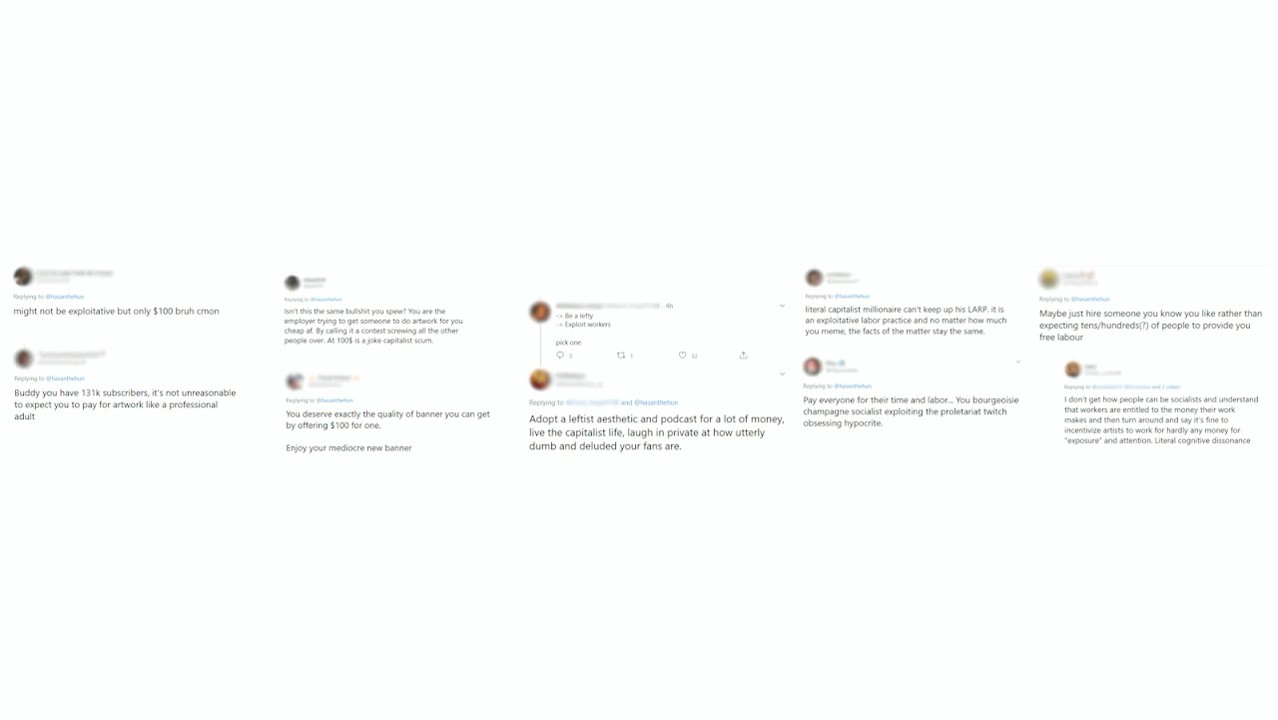 Replying to @hasanthehun
might not be exploitative but only $100 bruh cmon
Replying to @hasanthehun
Buddy you have 131k subscribers, it's not unreasonable
to expect you to pay for artwork like a professional
adult
Replying to @hasanthehun
Isn't this the same bullshit you spew? You are the
employer trying to get someone to do artwork for you
cheap af. By calling it a contest screwing all the other
people over. At 100$ is a joke capitalist scum.
Replying to @hasanthehun
You deserve exactly the quality of banner you can get
by offering $100 for one.
Enjoy your mediocre new banner
· 4h
-> Be a lefty
-> Exploit workers
pick one
3 1 12
Replying to and @hasanthehun
Adopt a leftist aesthetic and podcast for a lot of money,
live the capitalist life, laugh in private at how utterly
dumb and deluded your fans are.
Replying to @hasanthehun
literal capitalist millionaire can't keep up his LARP. it is
an exploitative labor practice and no matter how much
you meme, the facts of the matter stay the same.
Replying to @hasanthehun
Pay everyone for their time and labor... You bourgeoisie
champagne socialist exploiting the proletariat twitch
obsessing hypocrite.
Replying to @hasanthehun
Maybe just hire someone you know you like rather than
expecting tens/hundreds(?) of people to provide you
free labour
Replying to and 2 others
I don't get how people can be socialists and understand
that workers are entitled to the money their work
makes and then turn around and say it's fine to
incentivize artists to work for hardly any money for
"exposure" and attention. Literal cognitive dissonance